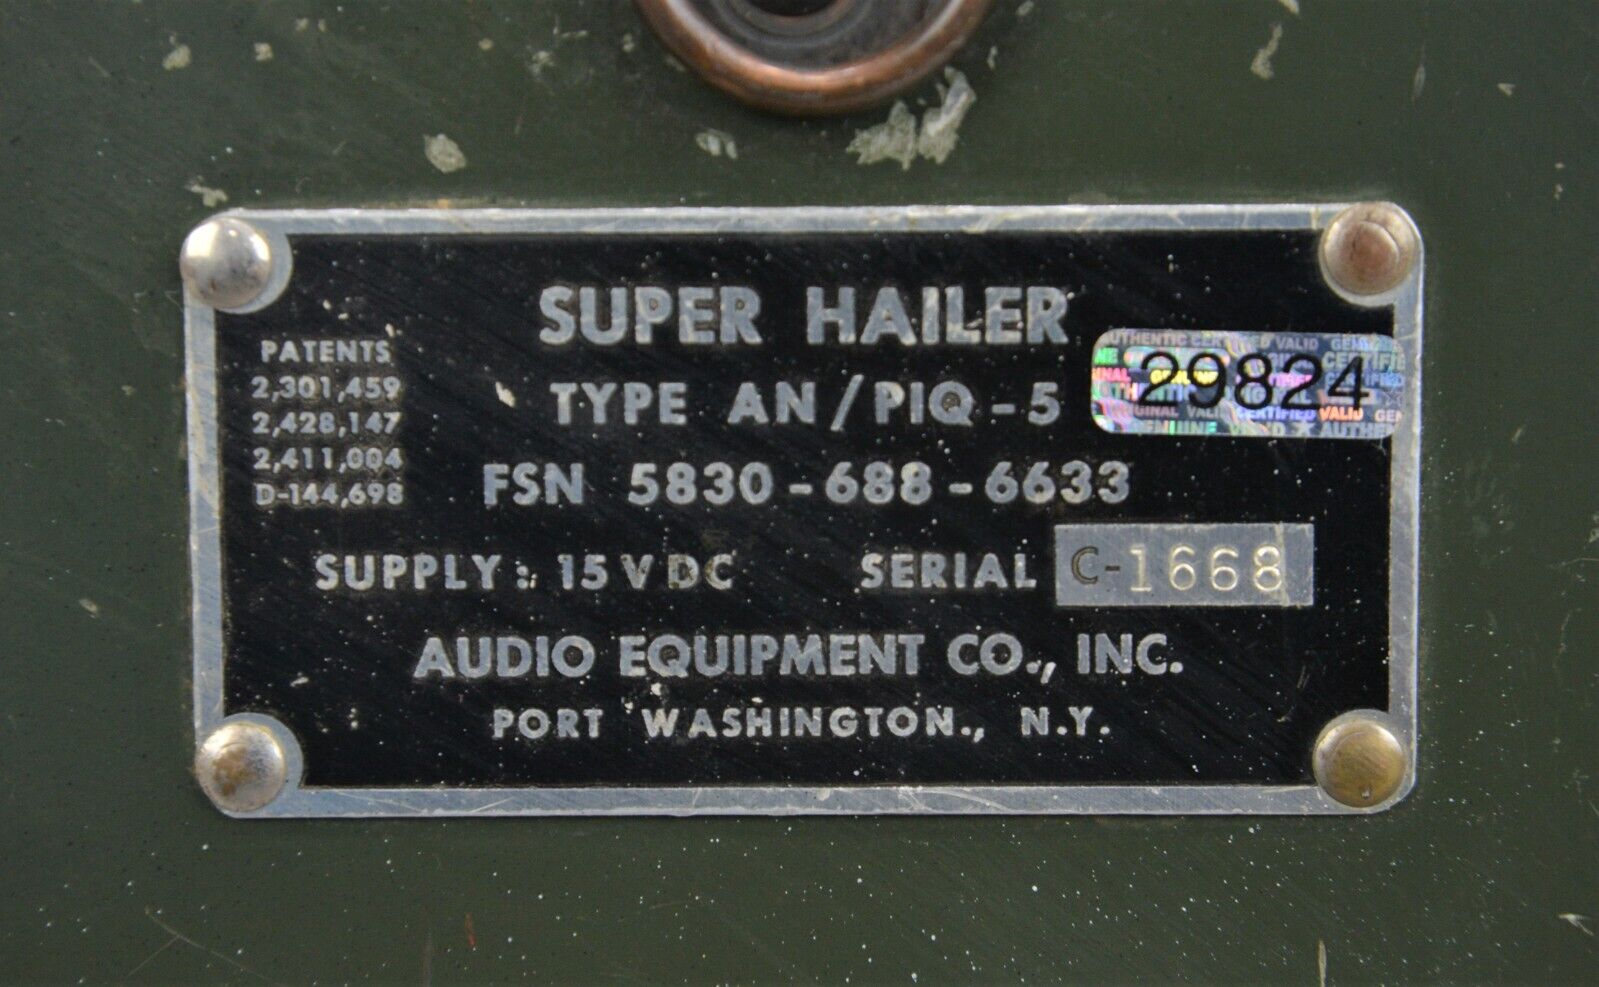 SUPER HAILER
PATENTS
2,301,459
2,428,147
2,411,004
D-144,698
TYPE AN/PIQ-5
29824
FSN 5830-688-6633
SUPPLY: 15 V DC
SERIAL C-1668
AUDIO EQUIPMENT CO., INC.
PORT WASHINGTON., N.Y.